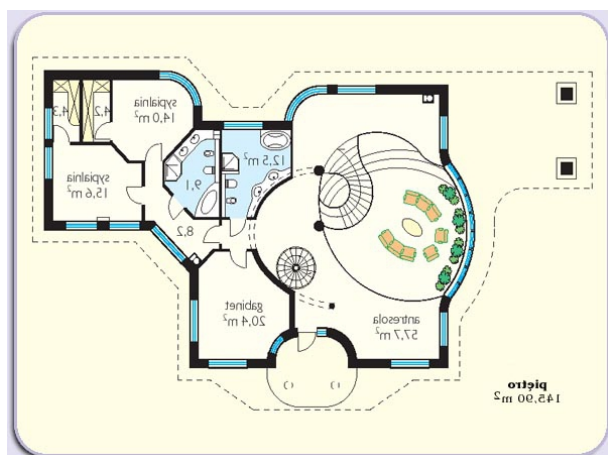 4,3
4,2
sypialnia
14,0 m²
sypialnia
15,6 m²
9,1
12,5 m²
8,2
gabinet
20,4 m²
antresola
57,7 m²
piętro
145,90 m²